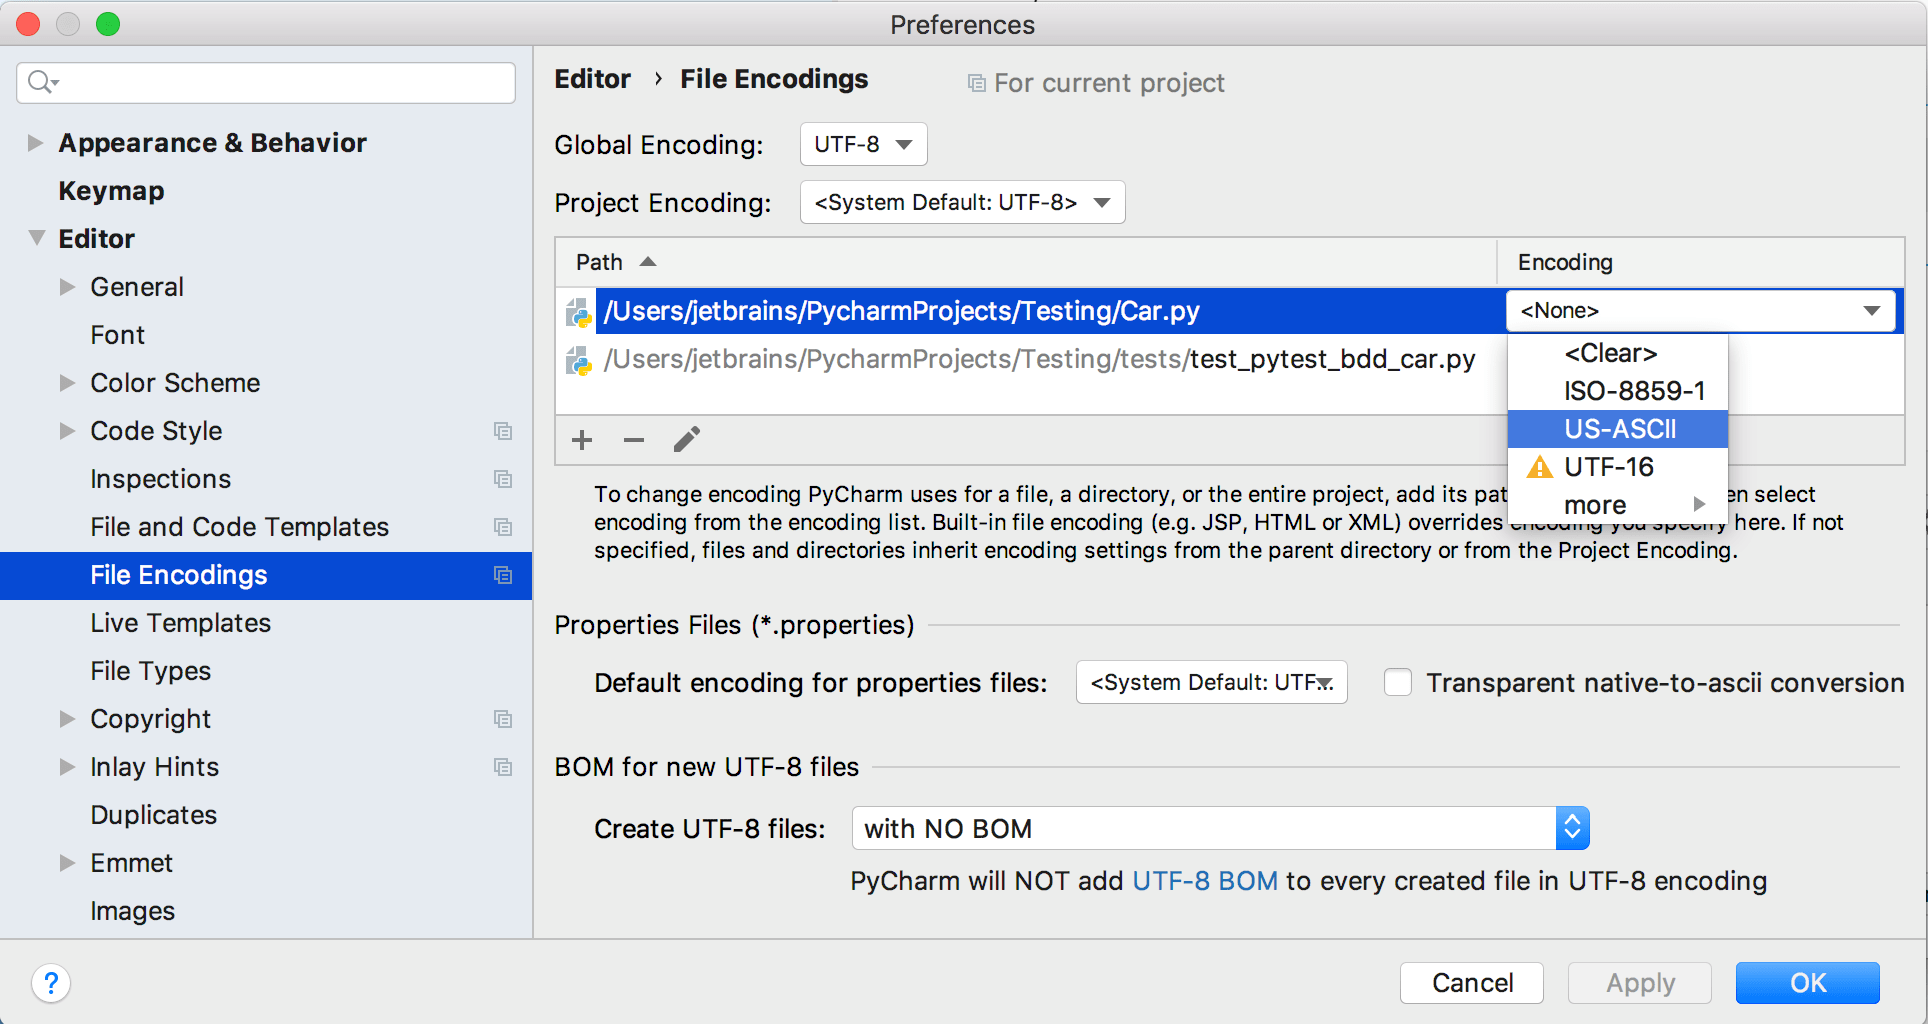 Preferences
Appearance & Behavior
Keymap
Editor
General
Font
Color Scheme
Code Style
Inspections
File and Code Templates
File Encodings
Live Templates
File Types
Copyright
Inlay Hints
Duplicates
Emmet
Images
Editor › File Encodings For current project
Global Encoding: UTF-8
Project Encoding: <System Default: UTF-8>
Path Encoding
/Users/jetbrains/PycharmProjects/Testing/Car.py <None>
/Users/jetbrains/PycharmProjects/Testing/tests/test_pytest_bdd_car.py
<Clear>
ISO-8859-1
US-ASCII
UTF-16
more
To change encoding PyCharm uses for a file, a directory, or the entire project, add its select
encoding from the encoding list. Built-in file encoding (e.g. JSP, HTML or XML) overrides encoding you specify here. If not
specified, files and directories inherit encoding settings from the parent directory or from the Project Encoding.
Properties Files (*.properties)
Default encoding for properties files: <System Default: UTF... Transparent native-to-ascii conversion
BOM for new UTF-8 files
Create UTF-8 files: with NO BOM
PyCharm will NOT add UTF-8 BOM to every created file in UTF-8 encoding
? Cancel Apply OK